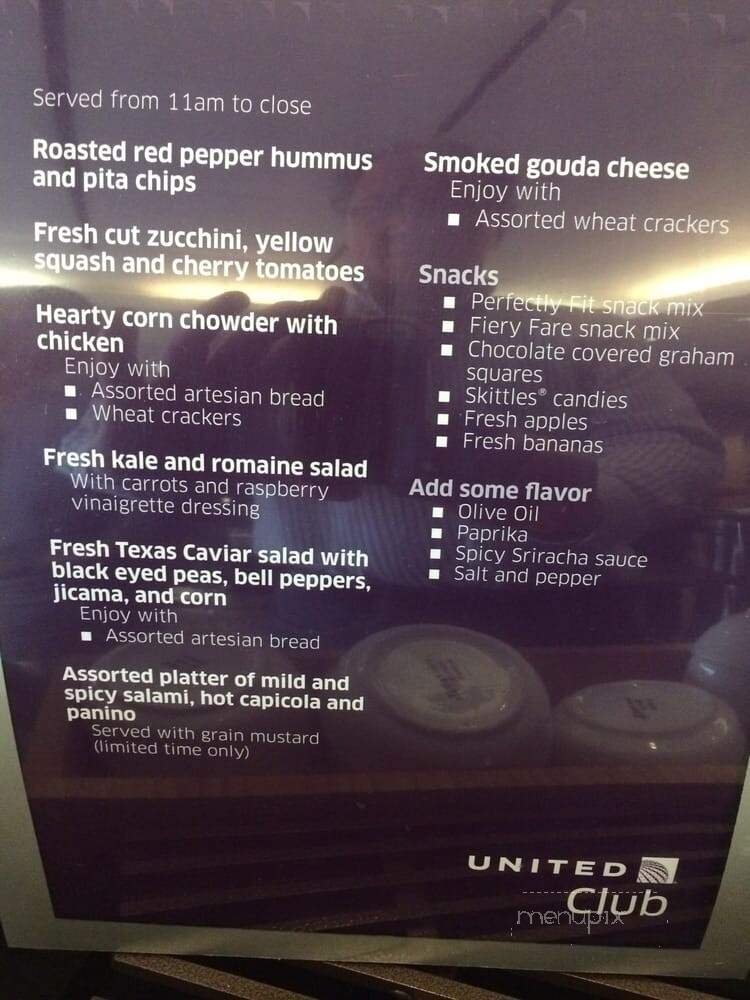 Served from 11am to close
Roasted red pepper hummus
and pita chips
Fresh cut zucchini, yellow
squash and cherry tomatoes
Hearty corn chowder with
chicken
Enjoy with
■ Assorted artesian bread
■ Wheat crackers
Fresh kale and romaine salad
With carrots and raspberry
vinaigrette dressing
Fresh Texas Caviar salad with
black eyed peas, bell peppers,
jicama, and corn
Enjoy with
■ Assorted artesian bread
Assorted platter of mild and
spicy salami, hot capicola and
panino
Served with grain mustard
(limited time only)
Smoked gouda cheese
Enjoy with
■ Assorted wheat crackers
Snacks
■ Perfectly Fit snack mix
■ Fiery Fare snack mix
■ Chocolate covered graham
squares
■ Skittles® candies
■ Fresh apples
■ Fresh bananas
Add some flavor
■ Olive Oil
■ Paprika
■ Spicy Sriracha sauce
■ Salt and pepper
UNITED
Club
menupix